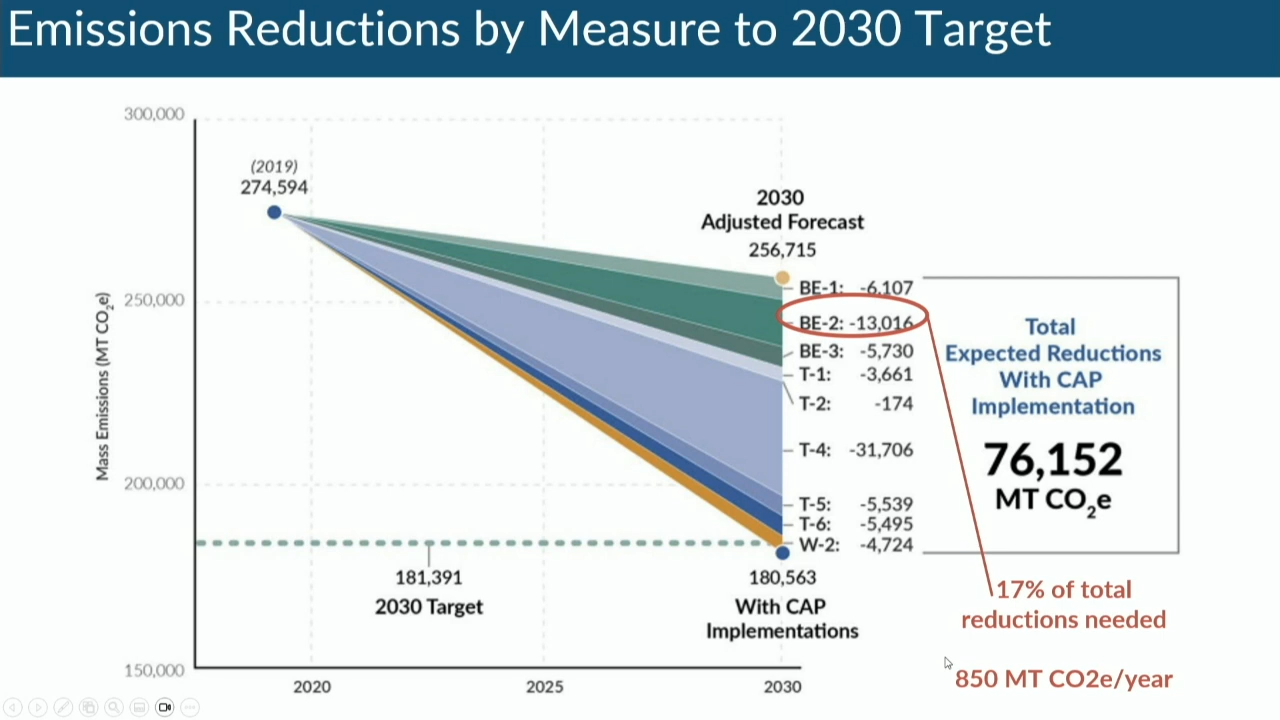 Emissions Reductions by Measure to 2030 Target
300,000
(2019)
274,594
2030
Adjusted Forecast
256,715
BE-1: -6,107
BE-2: -13,016
BE-3: -5,730
T-1: -3,661
T-2: -174
T-4: -31,706
T-5: -5,539
T-6: -5,495
W-2: -4,724
Total
Expected Reductions
With CAP
Implementation
76,152
MT CO₂e
250,000
Mass Emissions (MT CO₂e)
200,000
181,391
2030 Target
180,563
With CAP
Implementations
17% of total
reductions needed
850 MT CO2e/year
150,000
2020
2025
2030